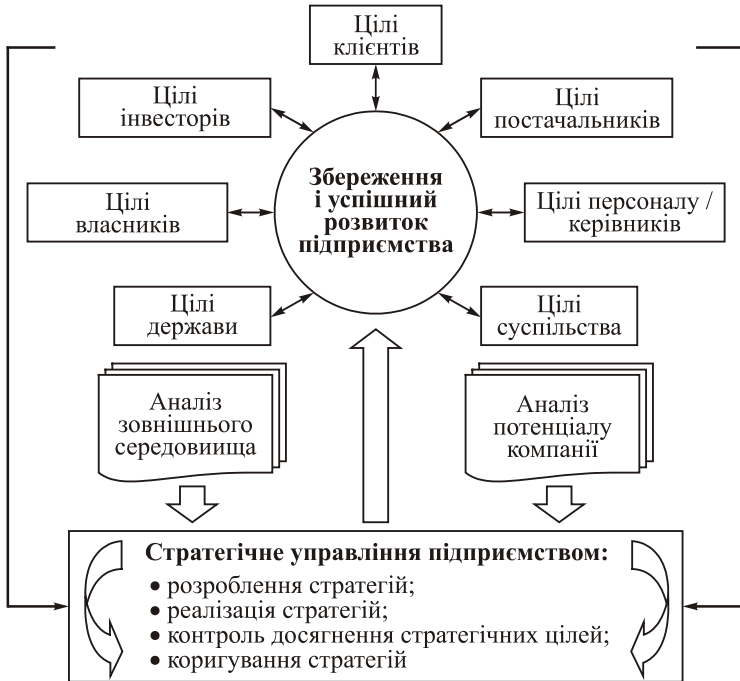 Цілі
клієнтів
Цілі
інвесторів
Цілі
постачальників
Збереження
і успішний
розвиток
підприємства
Цілі
власників
Цілі персоналу /
керівників
Цілі
держави
Цілі
суспільства
Аналіз
зовнішнього
середовиища
Аналіз
потенціалу
компанії
Стратегічне управління підприємством:
• розроблення стратегій;
• реалізація стратегій;
• контроль досягнення стратегічних цілей;
• коригування стратегій